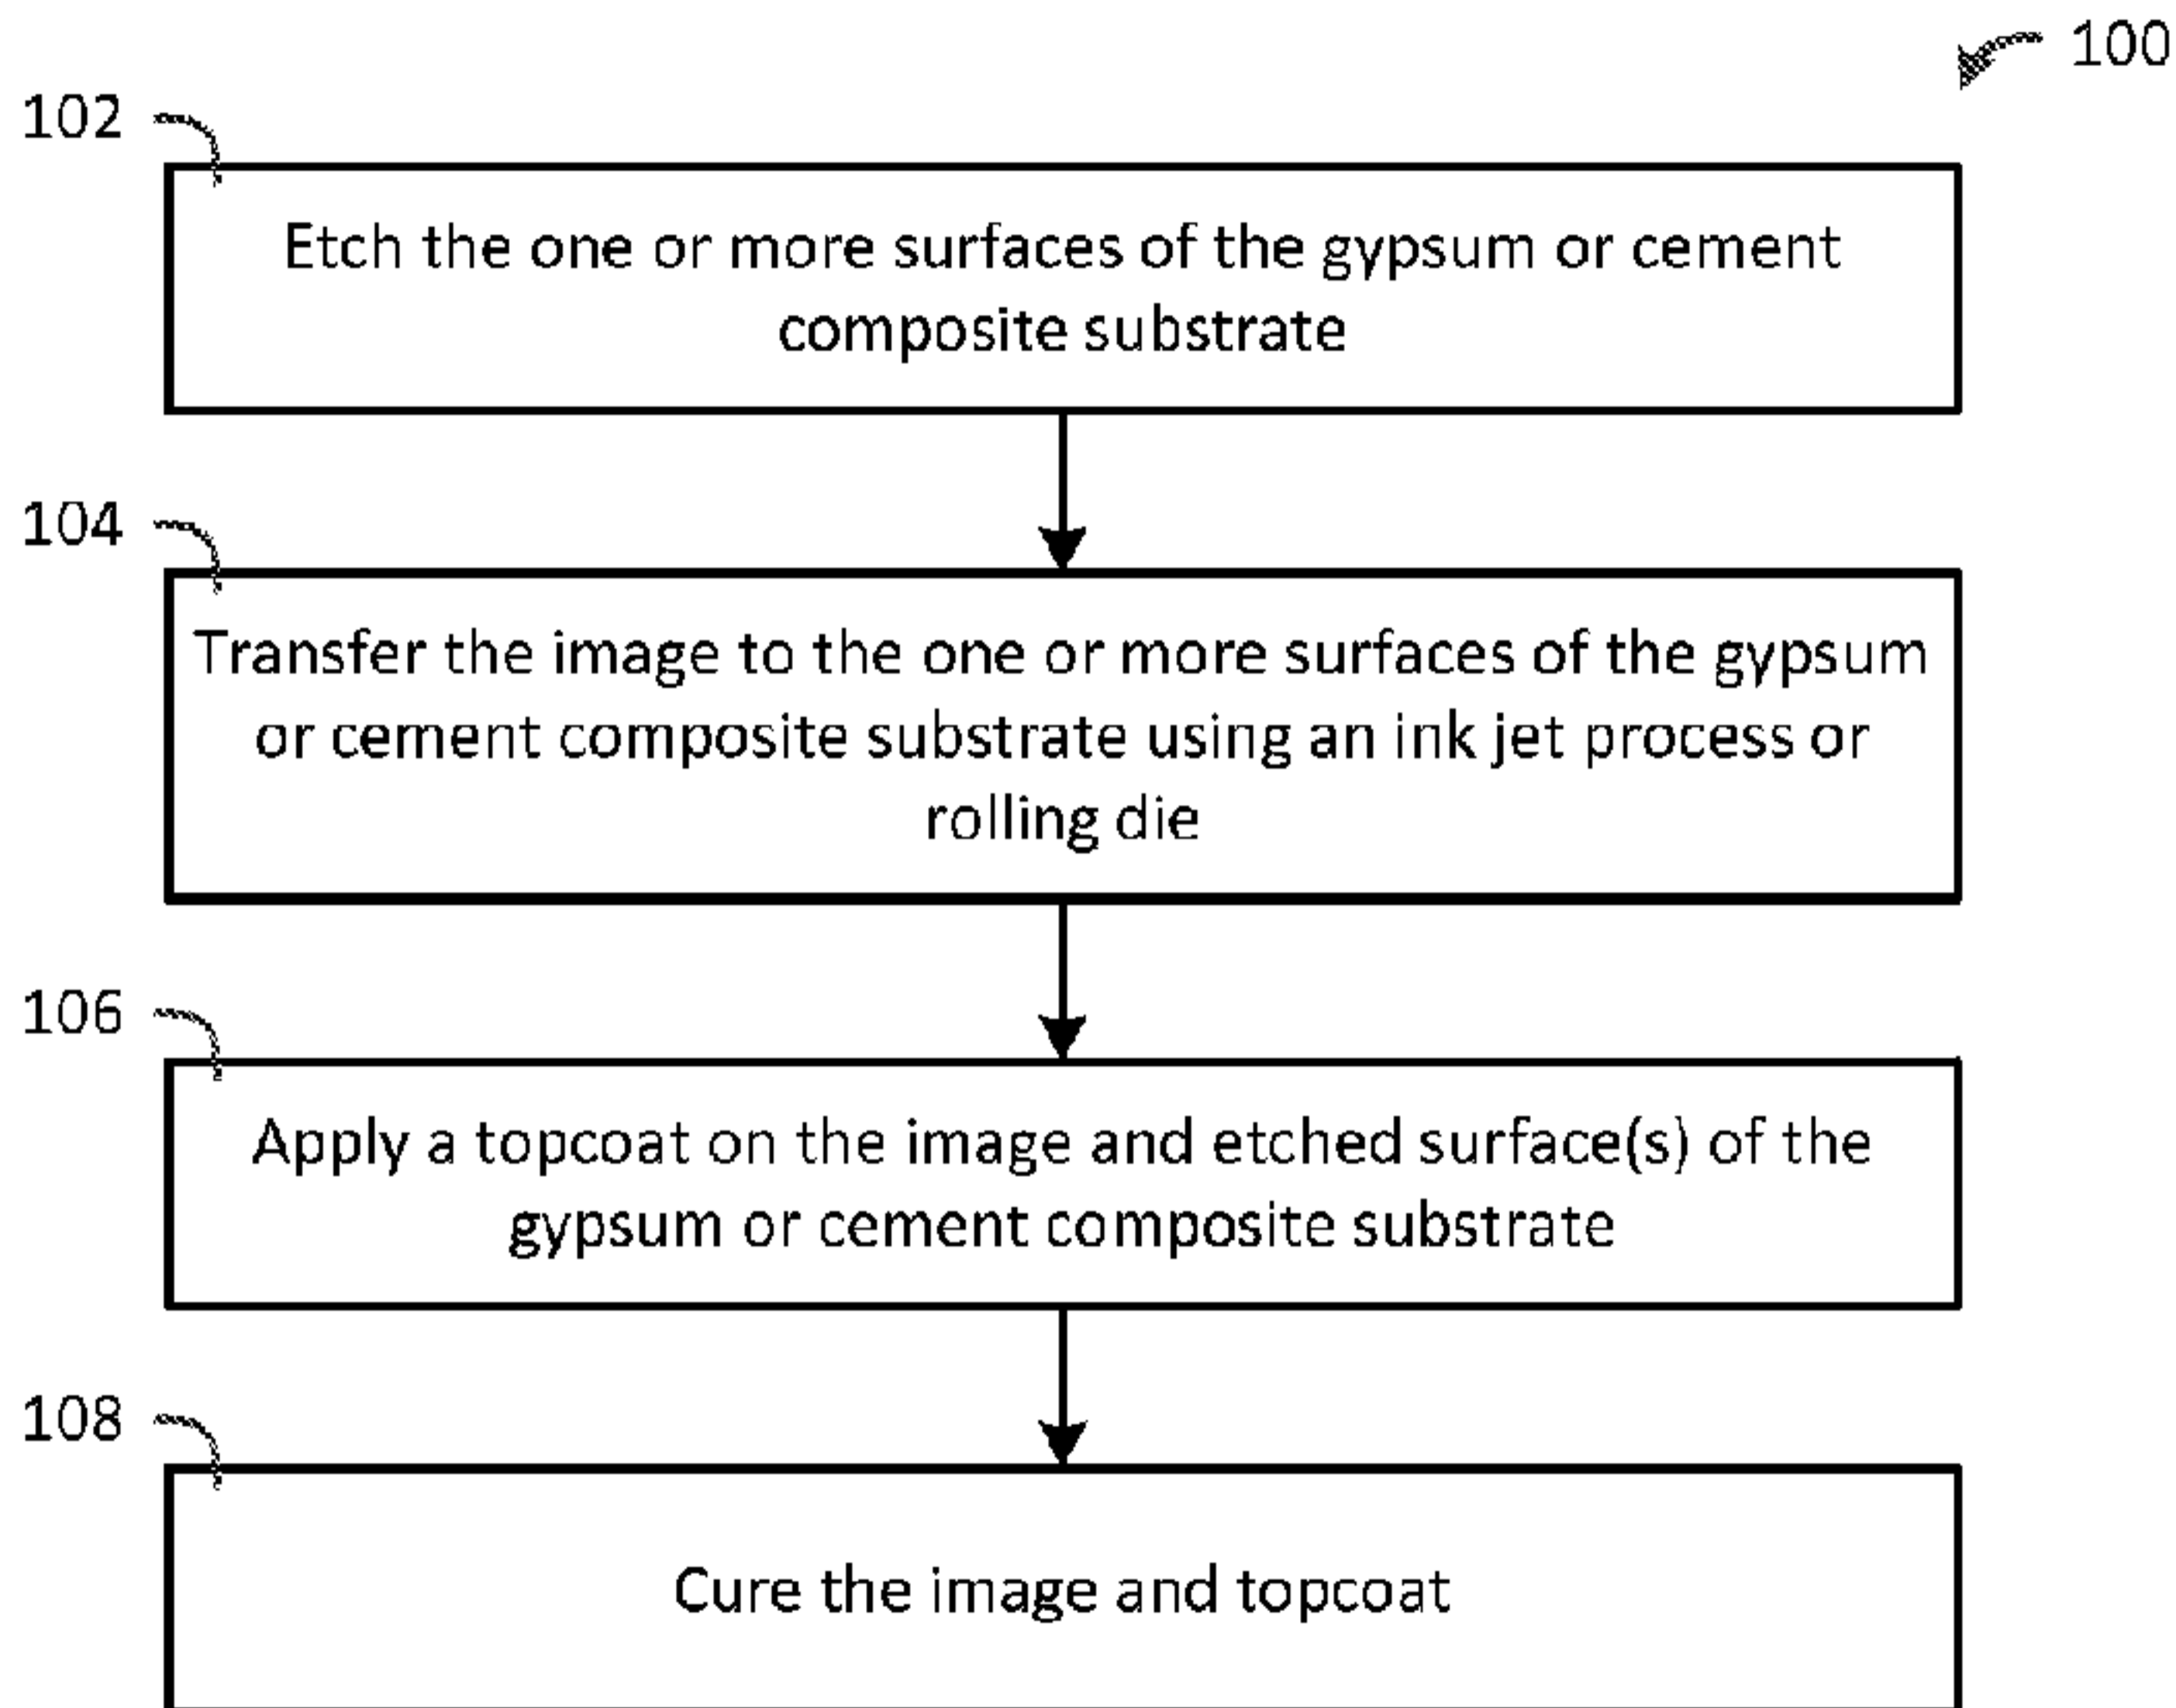 100
102
Etch the one or more surfaces of the gypsum or cement
composite substrate
104
Transfer the image to the one or more surfaces of the gypsum
or cement composite substrate using an ink jet process or
rolling die
106
Apply a topcoat on the image and etched surface(s) of the
gypsum or cement composite substrate
108
Cure the image and topcoat